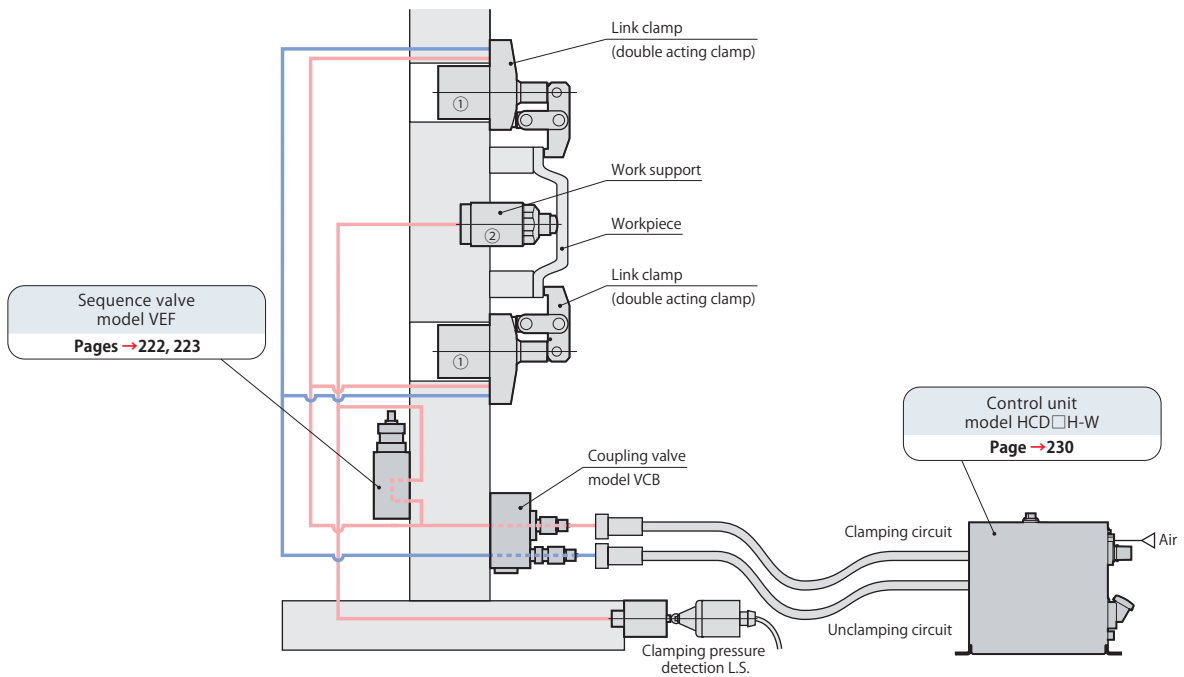 Link clamp
(double acting clamp)
①
Work support
②
Workpiece
Link clamp
(double acting clamp)
Sequence valve
model VEF
Pages →222, 223
①
Control unit
model HCD□H-W
Page →230
Coupling valve
model VCB
Clamping circuit
Air
Unclamping circuit
Clamping pressure
detection L.S.